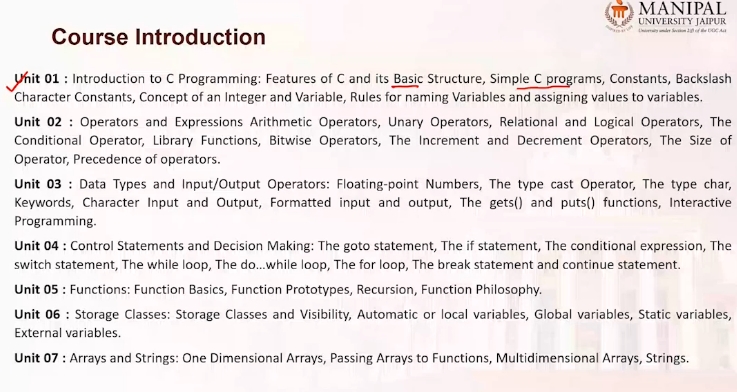 MANIPAL
UNIVERSITY JAIPUR
University under Section 2(f) of the UGC Act
Course Introduction
Unit 01 : Introduction to C Programming: Features of C and its Basic Structure, Simple C programs, Constants, Backslash
Character Constants, Concept of an Integer and Variable, Rules for naming Variables and assigning values to variables.
Unit 02 : Operators and Expressions Arithmetic Operators, Unary Operators, Relational and Logical Operators, The
Conditional Operator, Library Functions, Bitwise Operators, The Increment and Decrement Operators, The Size of
Operator, Precedence of operators.
Unit 03 : Data Types and Input/Output Operators: Floating-point Numbers, The type cast Operator, The type char,
Keywords, Character Input and Output, Formatted input and output, The gets() and puts() functions, Interactive
Programming.
Unit 04 : Control Statements and Decision Making: The goto statement, The if statement, The conditional expression, The
switch statement, The while loop, The do...while loop, The for loop, The break statement and continue statement.
Unit 05 : Functions: Function Basics, Function Prototypes, Recursion, Function Philosophy.
Unit 06 : Storage Classes: Storage Classes and Visibility, Automatic or local variables, Global variables, Static variables,
External variables.
Unit 07 : Arrays and Strings: One Dimensional Arrays, Passing Arrays to Functions, Multidimensional Arrays, Strings.